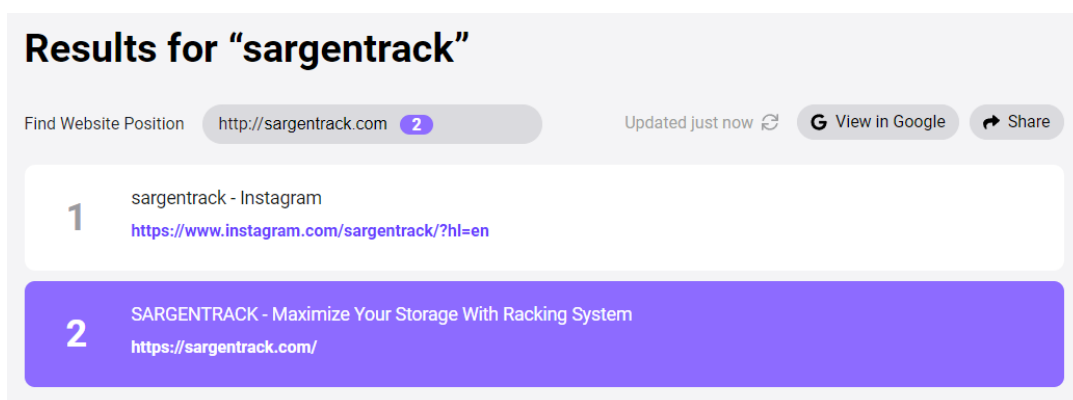 Results for “sargentrack”
Find Website Position http://sargentrack.com 2 Updated just now View in Google Share
1
sargentrack - Instagram
https://www.instagram.com/sargentrack/?hl=en
2
SARGENTRACK - Maximize Your Storage With Racking System
https://sargentrack.com/